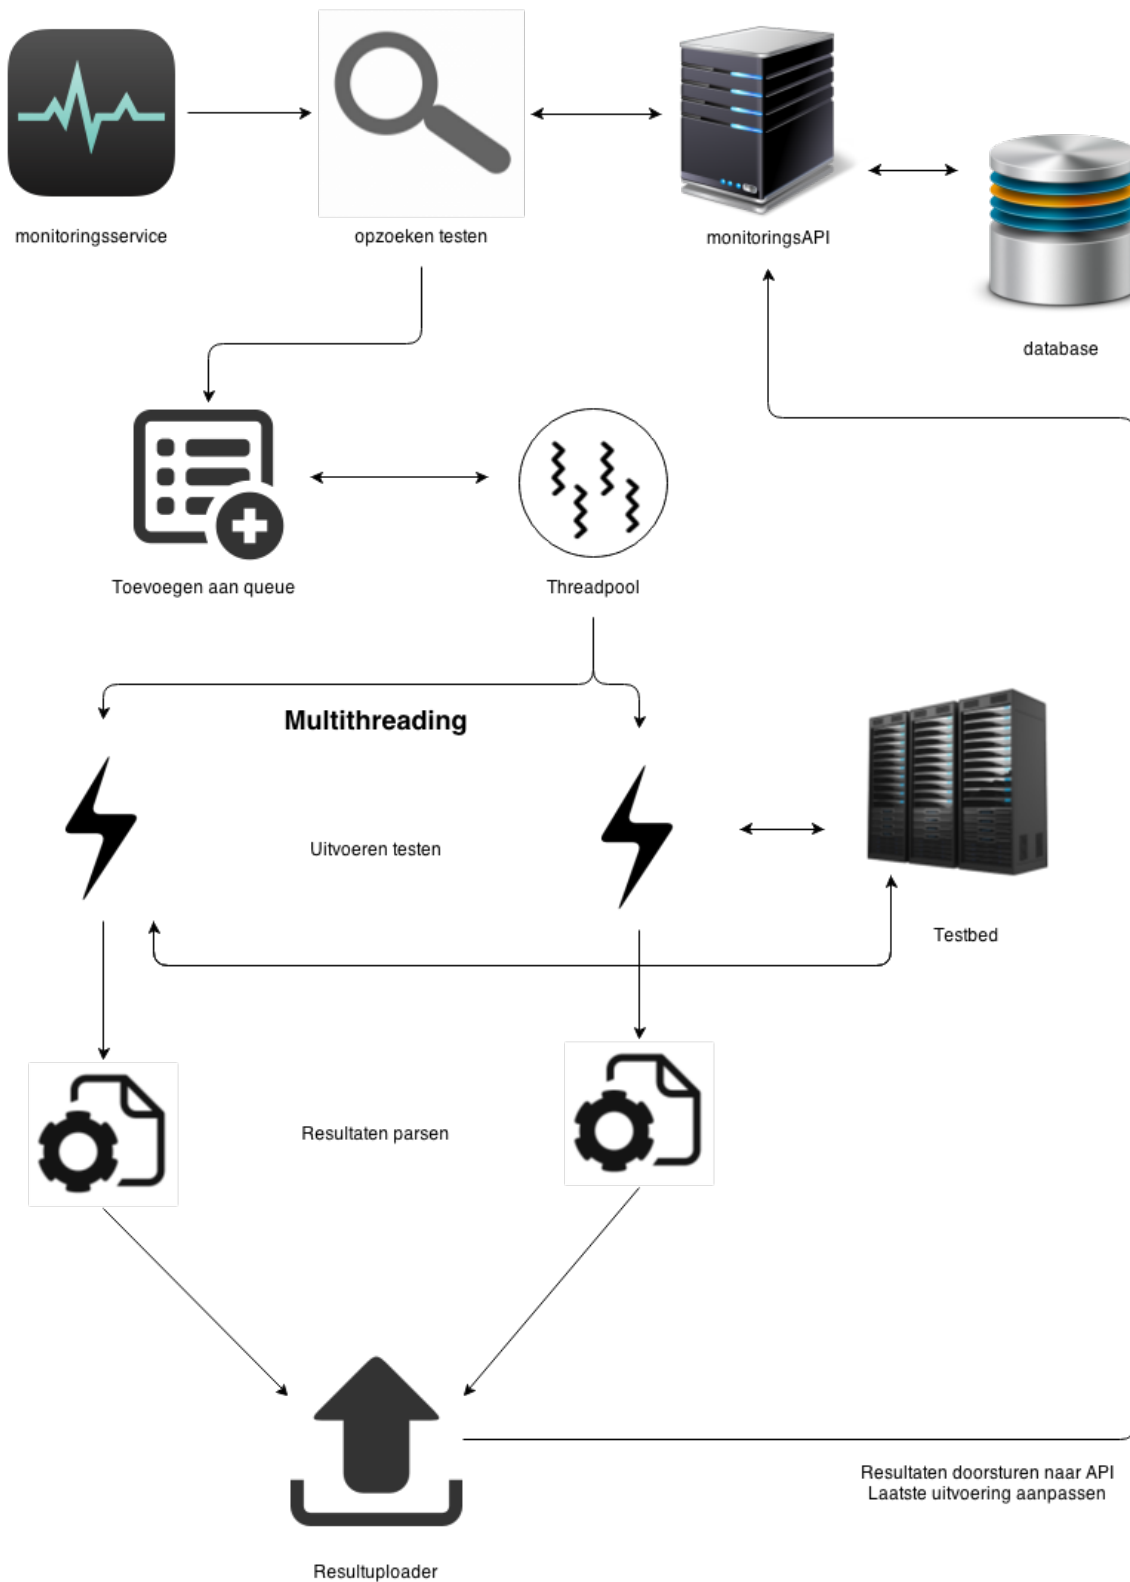 monitoringsservice
opzoeken testen
monitoringsAPI
database
Toevoegen aan queue
Threadpool
Multithreading
Uitvoeren testen
Testbed
Resultaten parsen
Resultaten doorsturen naar API
Laatste uitvoering aanpassen
Resultuploader